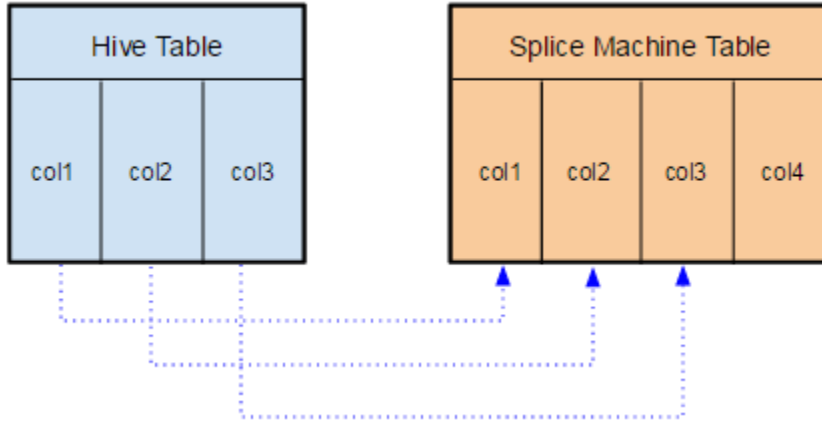 Hive Table
col1 col2 col3
Splice Machine Table
col1 col2 col3 col4